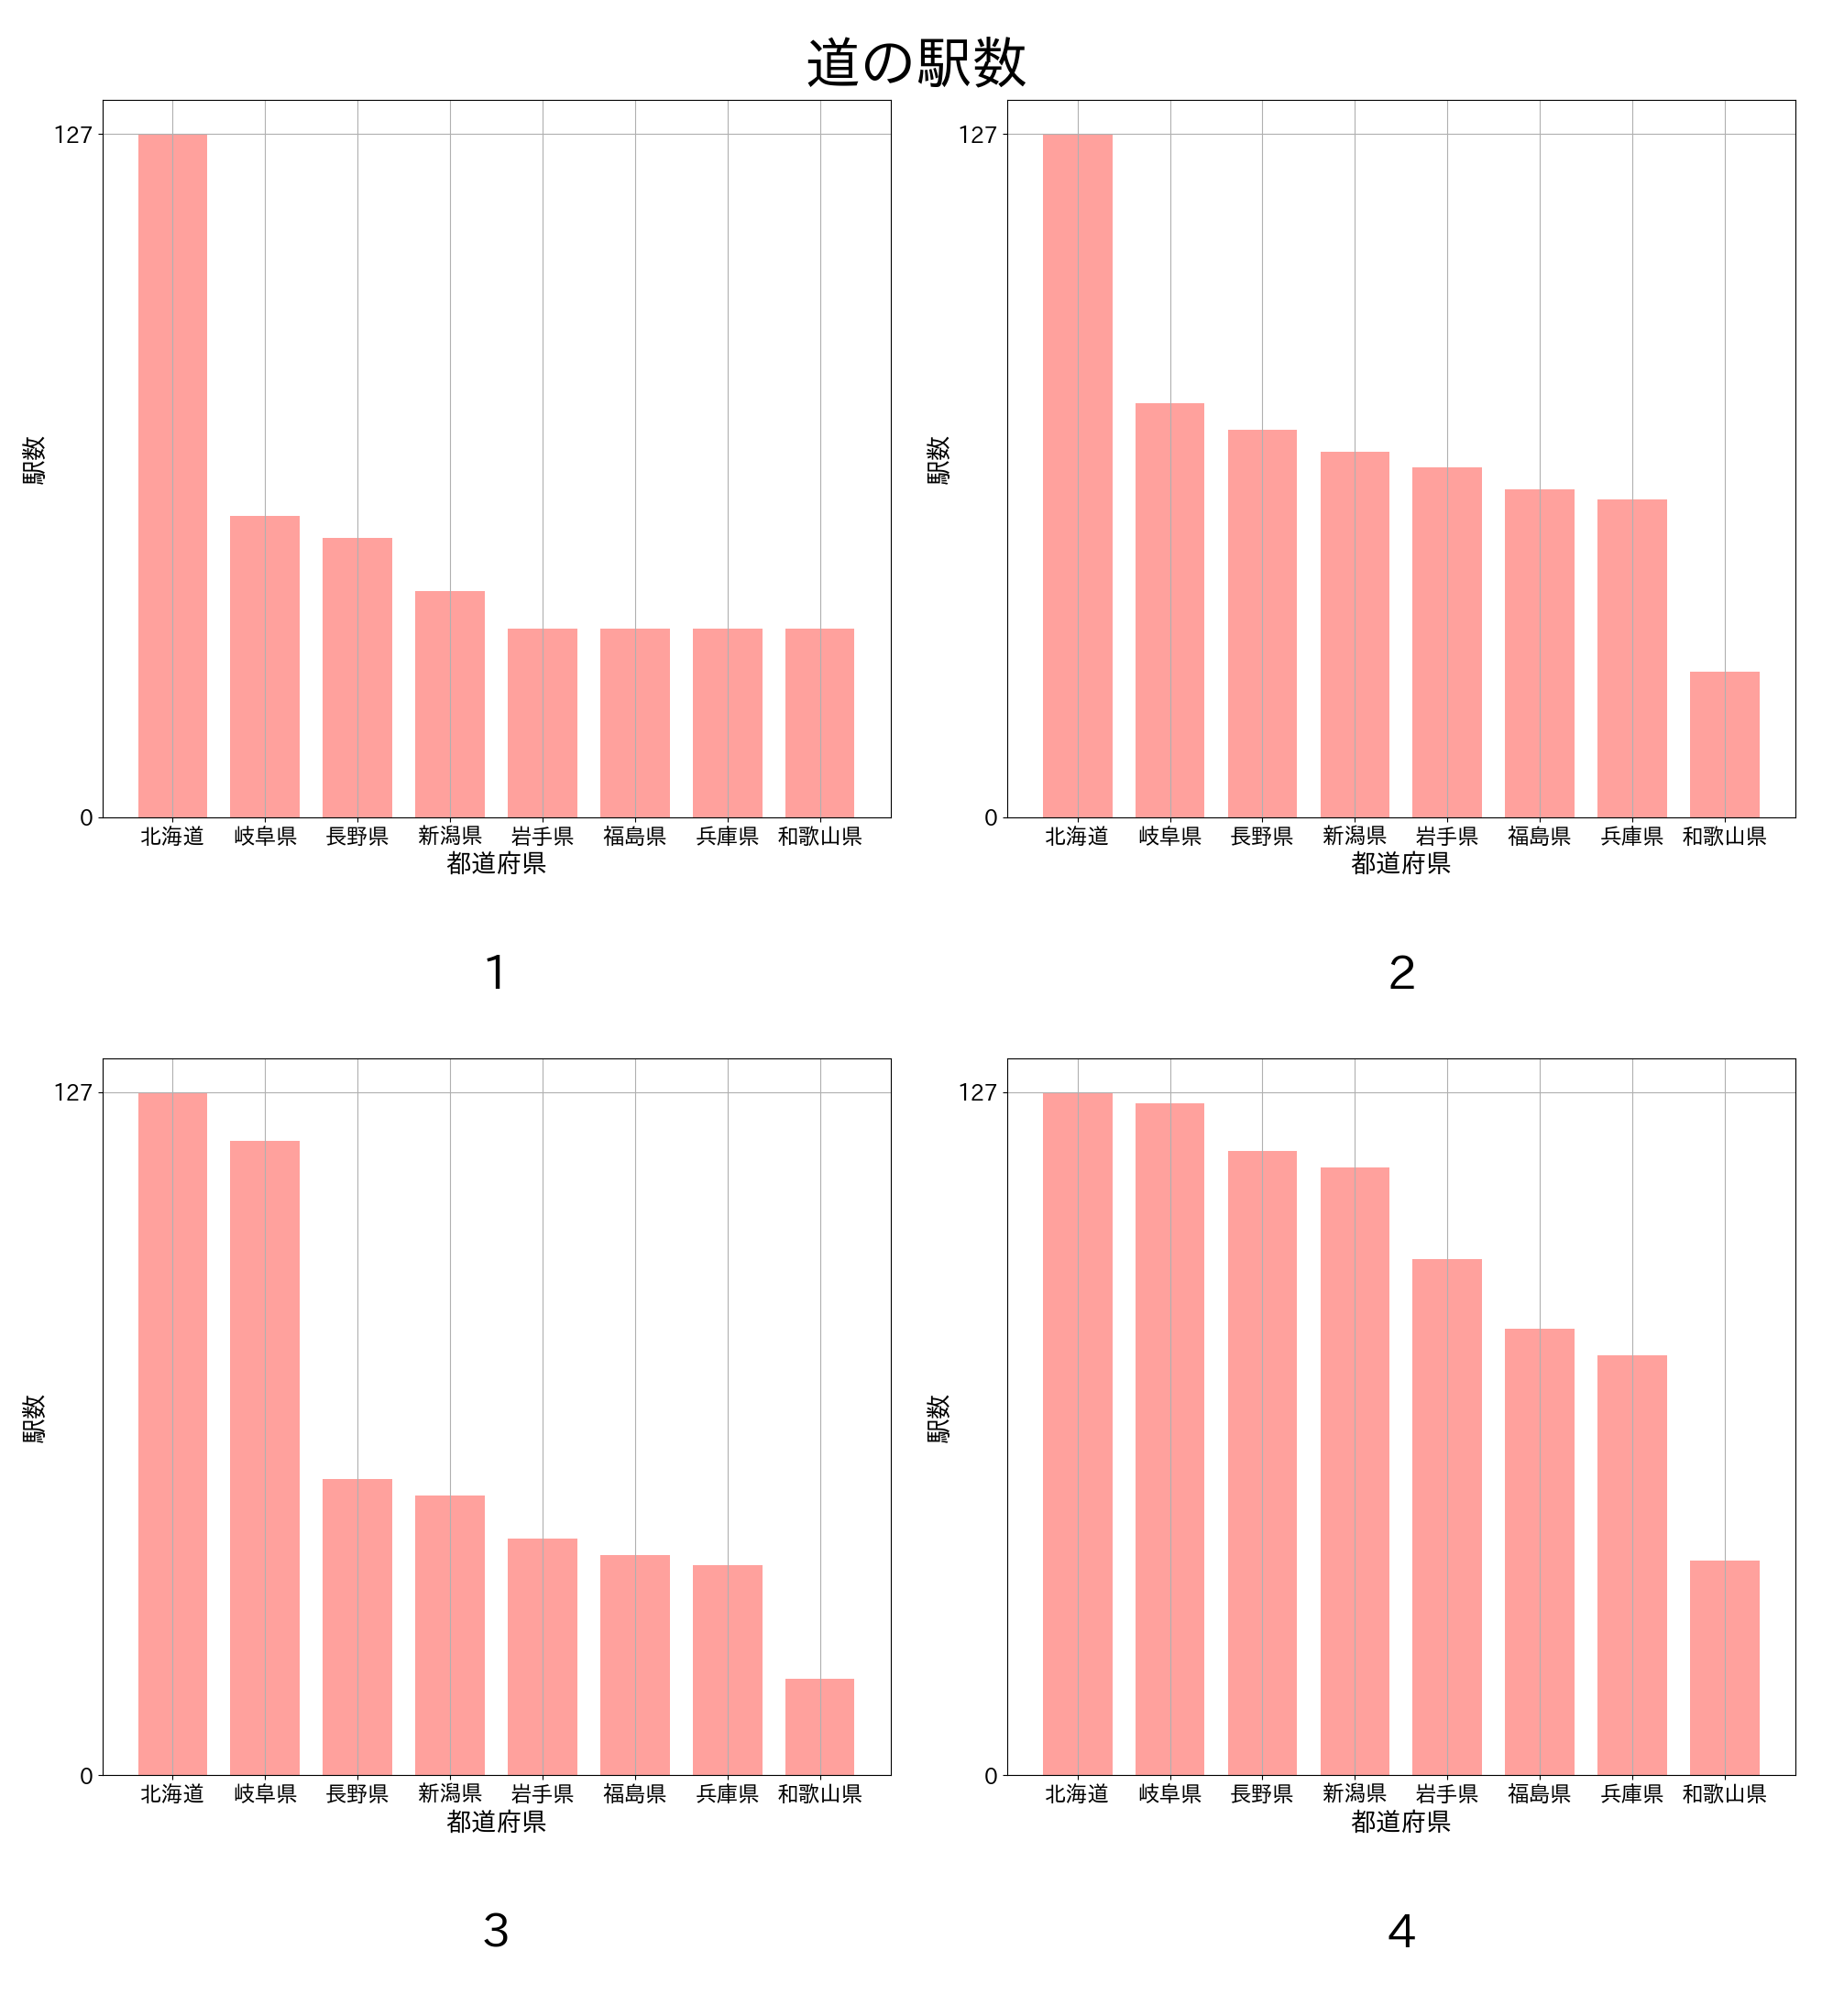 道の駅数
127
駅数
0
北海道 岐阜県 長野県 新潟県 岩手県 福島県 兵庫県 和歌山県
都道府県
1
127
駅数
0
北海道 岐阜県 長野県 新潟県 岩手県 福島県 兵庫県 和歌山県
都道府県
2
127
駅数
0
北海道 岐阜県 長野県 新潟県 岩手県 福島県 兵庫県 和歌山県
都道府県
3
127
駅数
0
北海道 岐阜県 長野県 新潟県 岩手県 福島県 兵庫県 和歌山県
都道府県
4